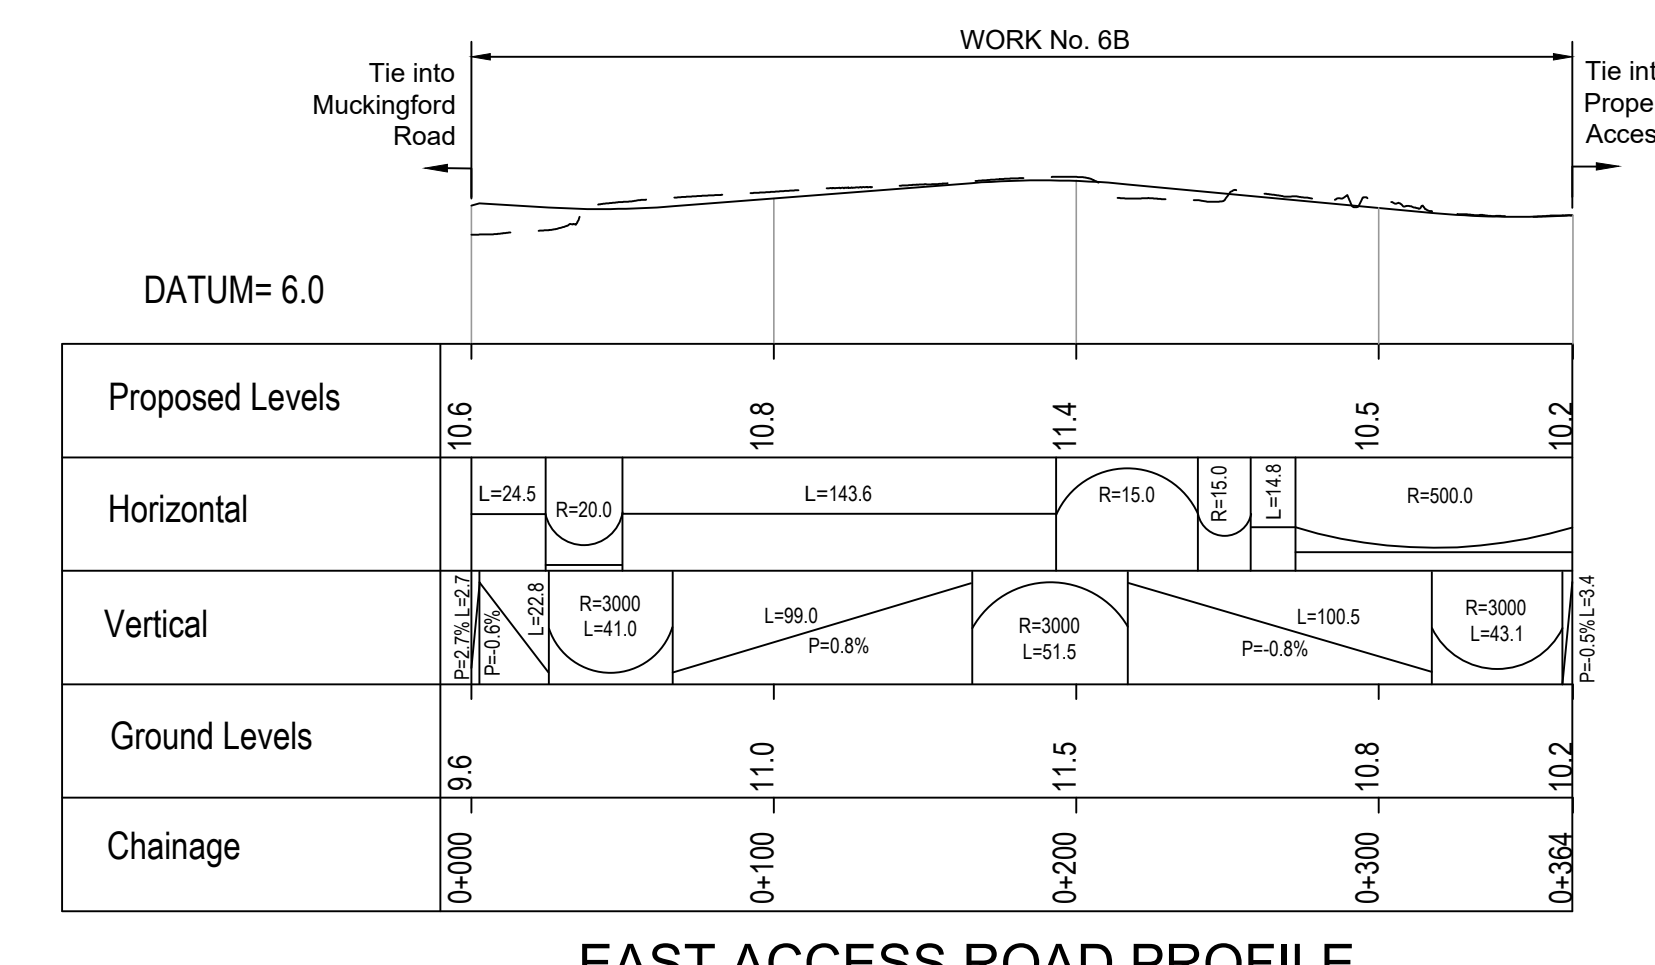 WORK No. 6B
Tie into
Muckingford
Road
Tie int
Prope
Acces
DATUM= 6.0
Proposed Levels
10.6
10.8
11.4
10.5
10.2
Horizontal
L=24.5
R=20.0
L=143.6
R=15.0
R=15.0
L=14.8
R=500.0
Vertical
P=2.7% L=2.7
P=-0.6%
L=22.8
R=3000
L=41.0
L=99.0
P=0.8%
R=3000
L=51.5
L=100.5
P=-0.8%
R=3000
L=43.1
P=-0.5% L=3.4
Ground Levels
9.6
11.0
11.5
10.8
10.2
Chainage
0+000
0+100
0+200
0+300
0+364
EAST ACCESS ROAD PROFILE